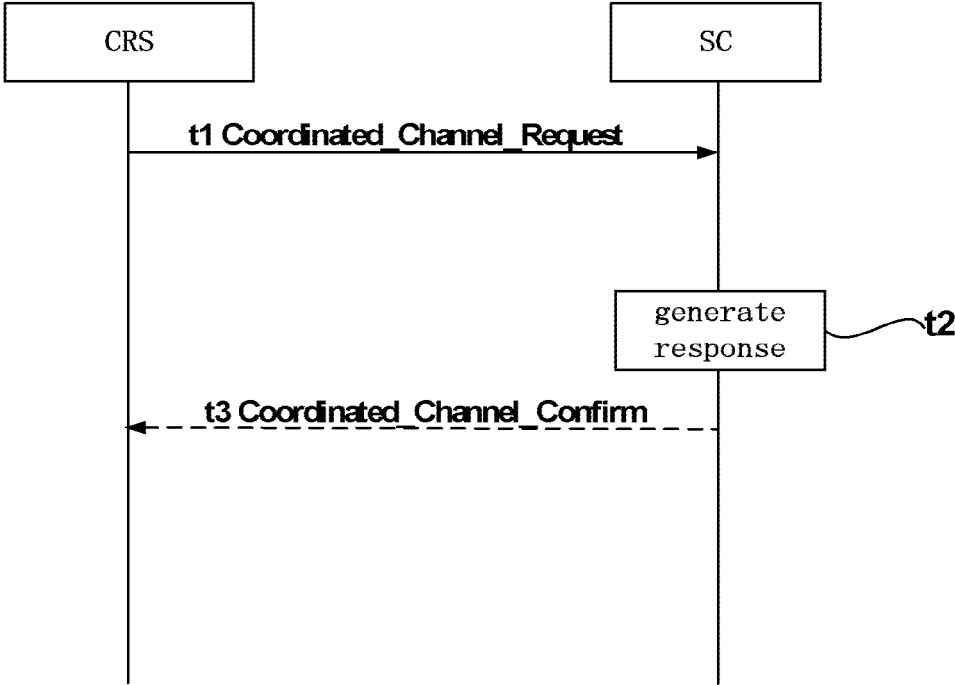 CRS
SC
t1 Coordinated_Channel_Request
generate
response
t2
t3 Coordinated_Channel_Confirm